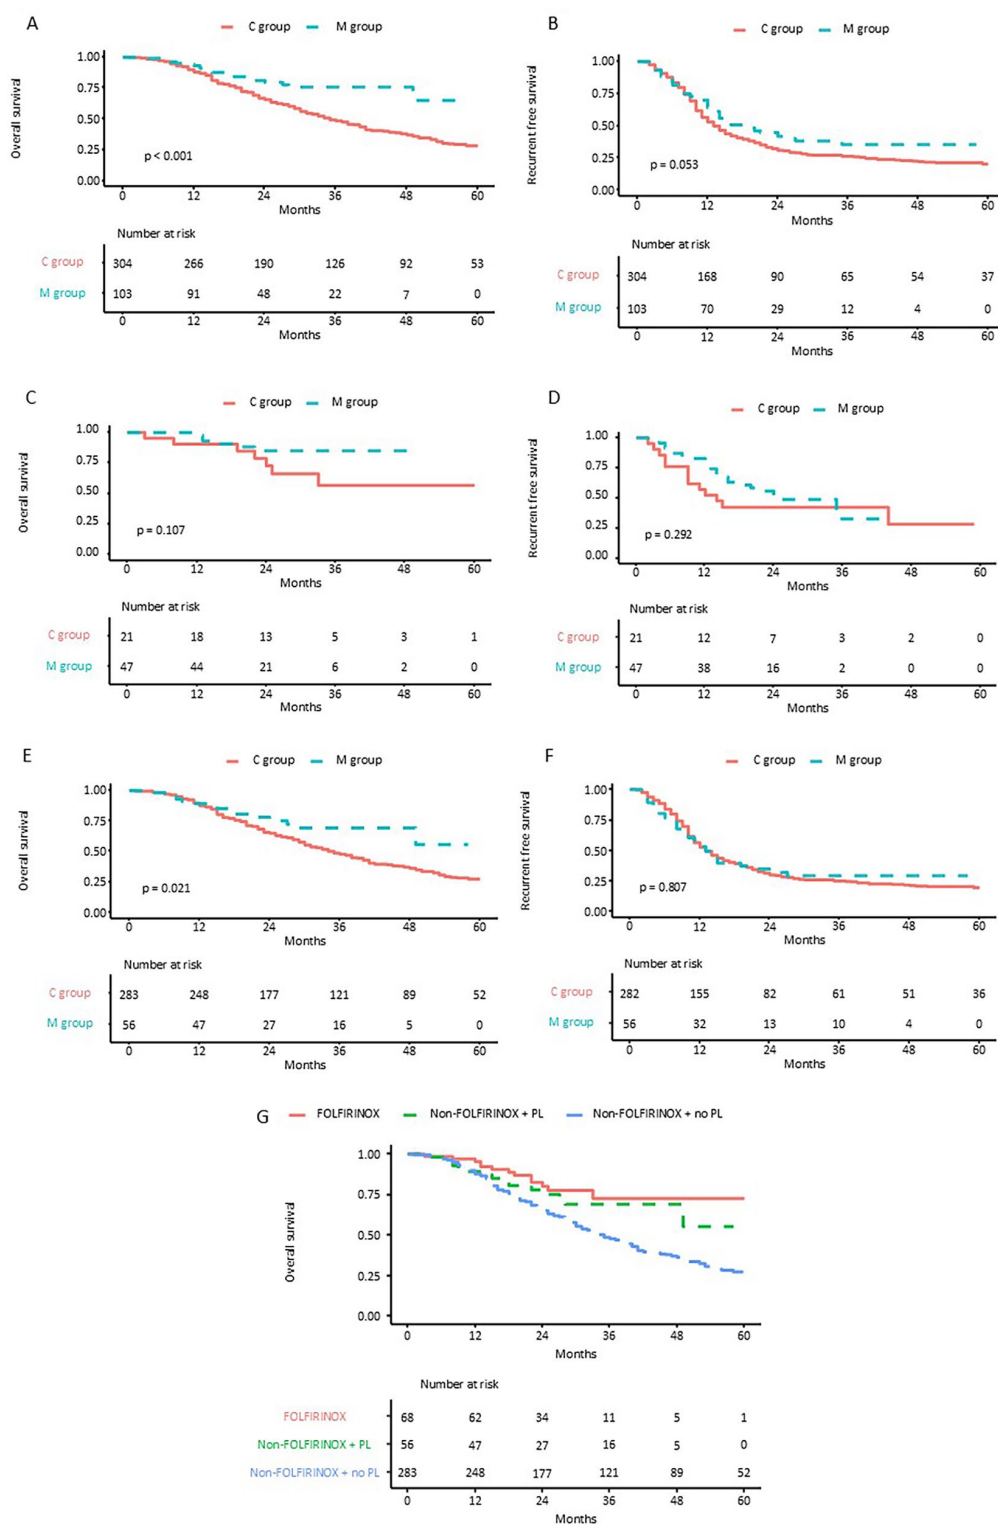 A
C group M group
Overall survival
1.00
0.75
0.50
0.25
0.00
p < 0.001
0 12 24 36 48 60
Months
Number at risk
C group 304 266 190 126 92 53
M group 103 91 48 22 7 0
0 12 24 36 48 60
Months
B
C group M group
Recurrent free survival
1.00
0.75
0.50
0.25
0.00
p = 0.053
0 12 24 36 48 60
Months
Number at risk
C group 304 168 90 65 54 37
M group 103 70 29 12 4 0
0 12 24 36 48 60
Months
C
C group M group
Overall survival
1.00
0.75
0.50
0.25
0.00
p = 0.107
0 12 24 36 48 60
Months
Number at risk
C group 21 18 13 5 3 1
M group 47 44 21 6 2 0
0 12 24 36 48 60
Months
D
C group M group
Recurrent free survival
1.00
0.75
0.50
0.25
0.00
p = 0.292
0 12 24 36 48 60
Months
Number at risk
C group 21 12 7 3 2 0
M group 47 38 16 2 0 0
0 12 24 36 48 60
Months
E
C group M group
Overall survival
1.00
0.75
0.50
0.25
0.00
p = 0.021
0 12 24 36 48 60
Months
Number at risk
C group 283 248 177 121 89 52
M group 56 47 27 16 5 0
0 12 24 36 48 60
Months
F
C group M group
Recurrent free survival
1.00
0.75
0.50
0.25
0.00
p = 0.807
0 12 24 36 48 60
Months
Number at risk
C group 282 155 82 61 51 36
M group 56 32 13 10 4 0
0 12 24 36 48 60
Months
G
FOLFIRINOX Non-FOLFIRINOX + PL Non-FOLFIRINOX + no PL
Overall survival
1.00
0.75
0.50
0.25
0.00
0 12 24 36 48 60
Months
Number at risk
FOLFIRINOX 68 62 34 11 5 1
Non-FOLFIRINOX + PL 56 47 27 16 5 0
Non-FOLFIRINOX + no PL 283 248 177 121 89 52
0 12 24 36 48 60
Months